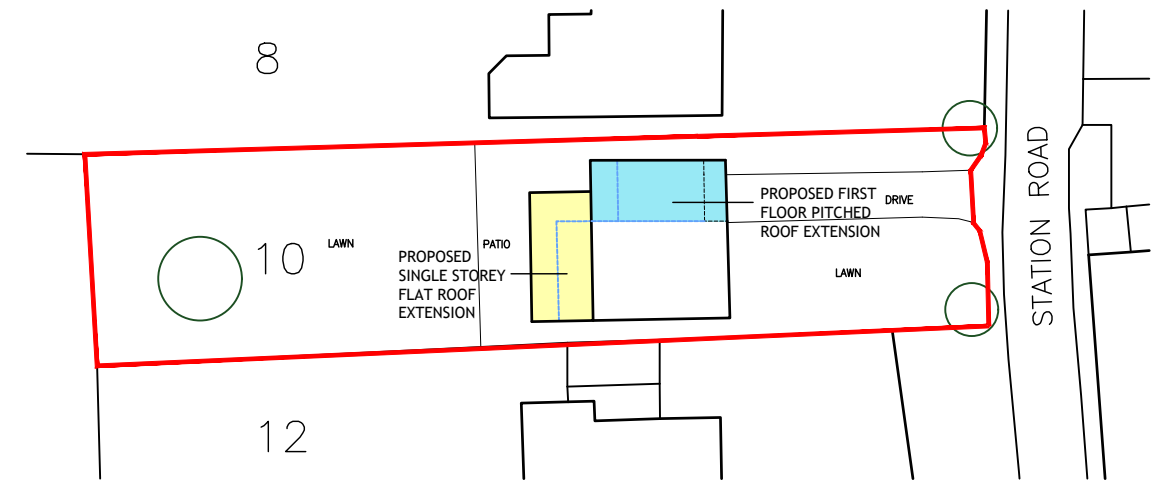 8
STATION ROAD
PROPOSED FIRST
FLOOR PITCHED
ROOF EXTENSION
DRIVE
10
LAWN
PATIO
PROPOSED
SINGLE STOREY
FLAT ROOF
EXTENSION
LAWN
12